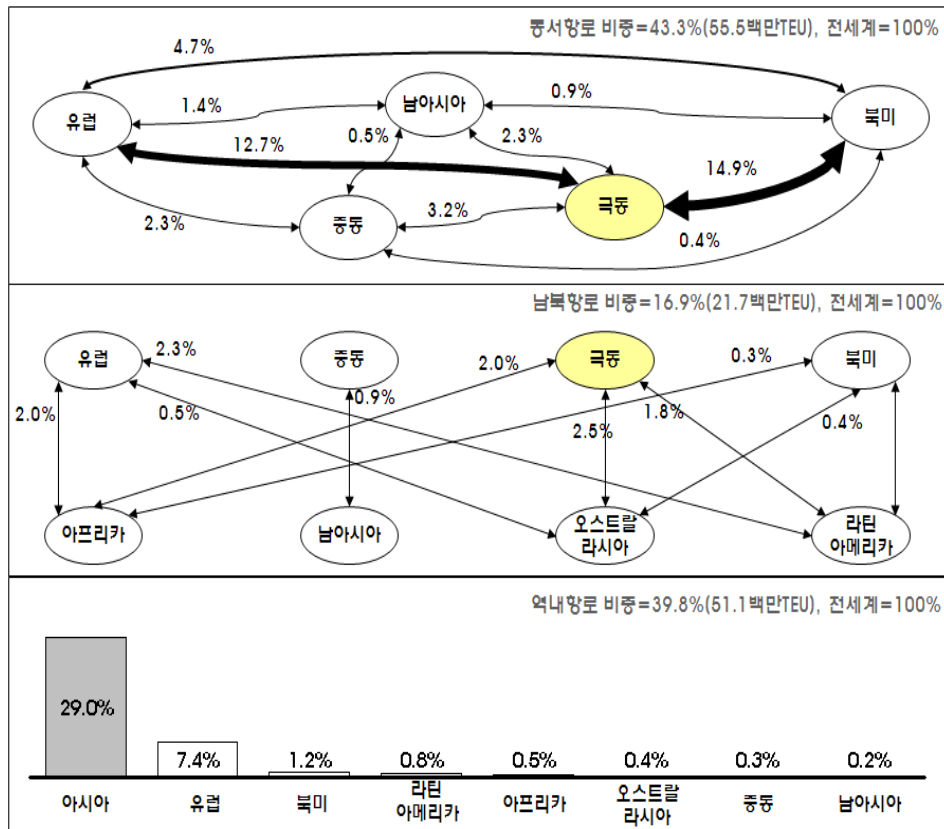 동서항로 비중=43.3%(55.5백만TEU), 전세계=100%
4.7%
유럽
1.4%
남아시아
0.9%
북미
12.7%
0.5%
2.3%
14.9%
극동
2.3%
중동
3.2%
0.4%
남북항로 비중=16.9%(21.7백만TEU), 전세계=100%
유럽
2.3%
중동
2.0%
극동
0.3%
북미
2.0%
0.5%
0.9%
2.5%
1.8%
0.4%
아프리카
남아시아
오스트랄
라시아
라틴
아메리카
역내항로 비중=39.8%(51.1백만TEU), 전세계=100%
29.0%
7.4%
1.2%
0.8%
0.5%
0.4%
0.3%
0.2%
아시아
유럽
북미
라틴
아메리카
아프리카
오스트랄
라시아
중동
남아시아